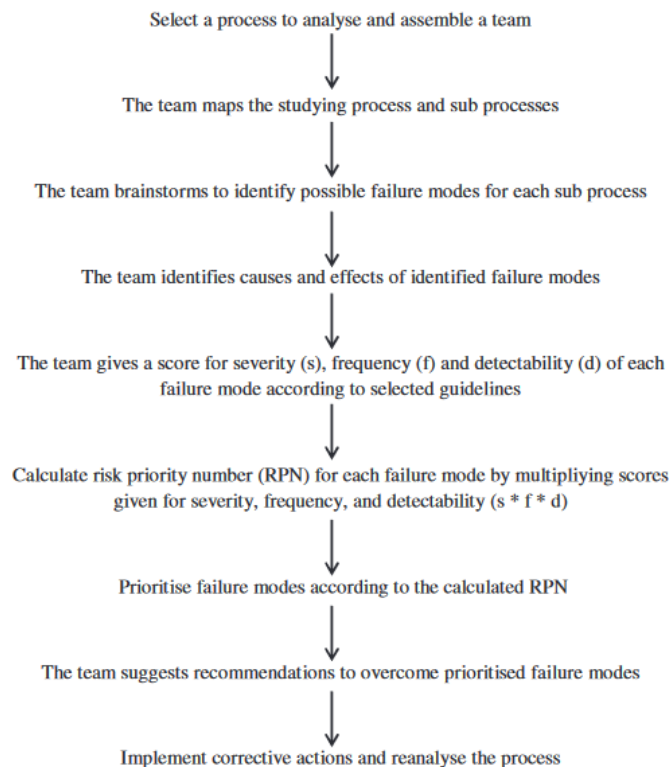 Select a process to analyse and assemble a team
The team maps the studying process and sub processes
The team brainstorms to identify possible failure modes for each sub process
The team identifies causes and effects of identified failure modes
The team gives a score for severity (s), frequency (f) and detectability (d) of each
failure mode according to selected guidelines
Calculate risk priority number (RPN) for each failure mode by multipliying scores
given for severity, frequency, and detectability (s * f * d)
Prioritise failure modes according to the calculated RPN
The team suggests recommendations to overcome prioritised failure modes
Implement corrective actions and reanalyse the process